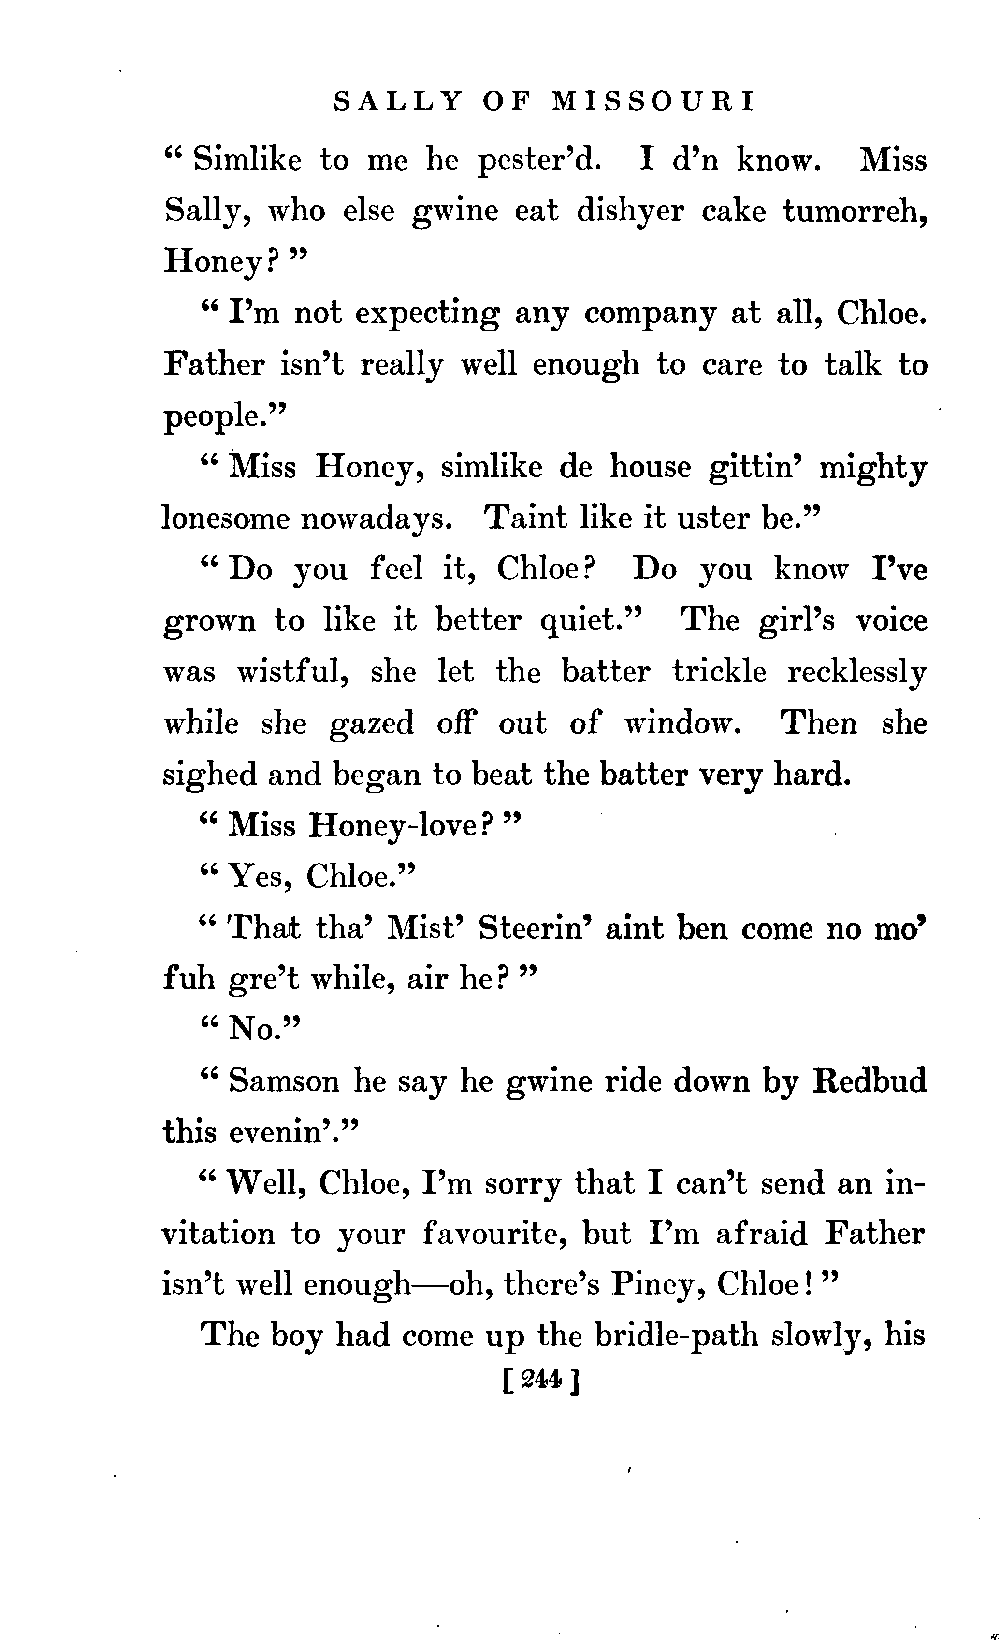 SALLY OF MISSOURI
“ Simlike to me he pester’d. I d’n know. Miss
Sally, who else gwine eat dishyer cake tumorreh,
Honey? ”
“ I’m not expecting any company at all, Chloe.
Father isn’t really well enough to care to talk to
people.”
“ Miss Honey, simlike de house gittin’ mighty
lonesome nowadays. Taint like it uster be.”
“ Do you feel it, Chloe? Do you know I’ve
grown to like it better quiet.” The girl’s voice
was wistful, she let the batter trickle recklessly
while she gazed off out of window. Then she
sighed and began to beat the batter very hard.
“ Miss Honey-love? ”
“ Yes, Chloe.”
“ That tha’ Mist’ Steerin’ aint ben come no mo’
fuh gre’t while, air he? ”
“ No.”
“ Samson he say he gwine ride down by Redbud
this evenin’.”
“ Well, Chloe, I’m sorry that I can’t send an in-
vitation to your favourite, but I’m afraid Father
isn’t well enough—oh, there’s Piney, Chloe! ”
The boy had come up the bridle-path slowly, his
[ 244 ]